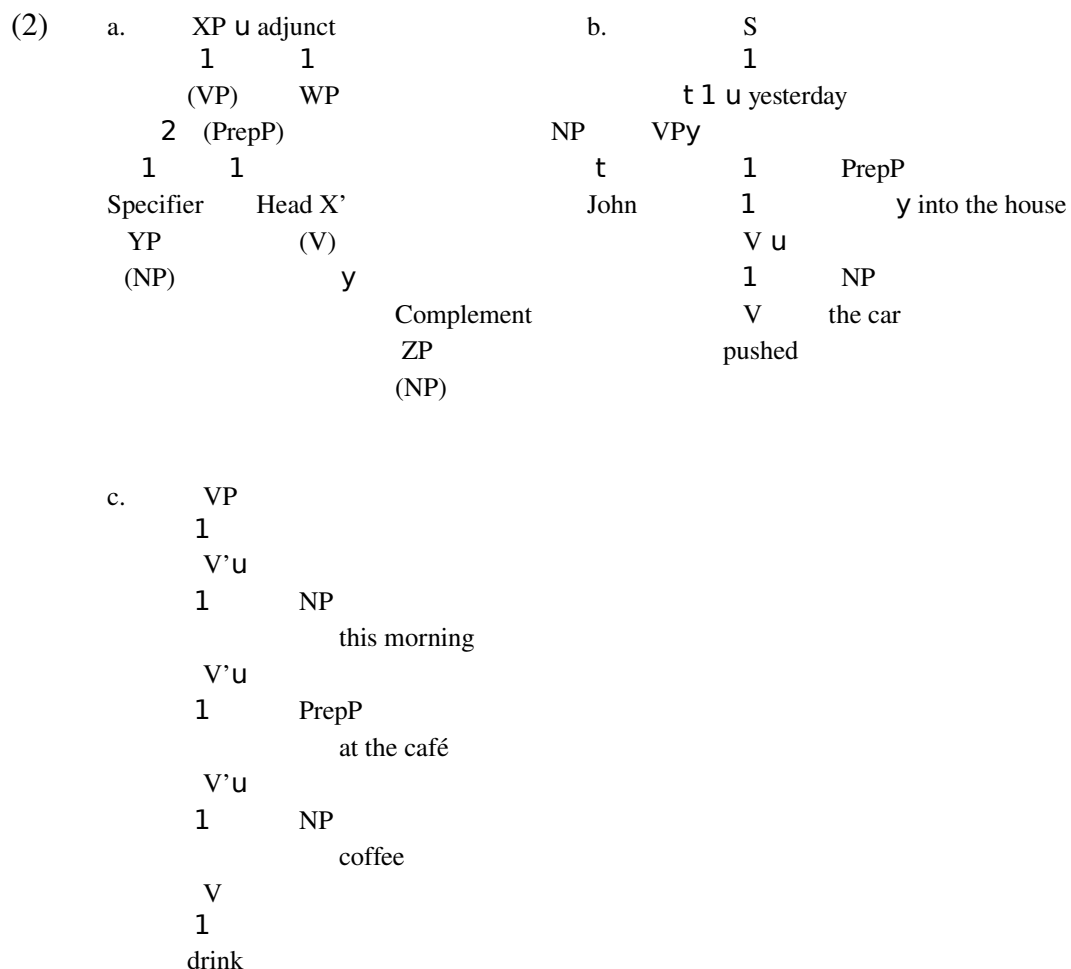 (2) a. XP u adjunct b. S
1 1 1
(VP) WP t 1 u yesterday
2 (PrepP) NP VPy
1 1 t 1 PrepP
Specifier Head X’ John 1 y into the house
YP (V) V u
(NP) y 1 NP
Complement V the car
ZP pushed
(NP)
c. VP
1
V’u
1 NP
this morning
V’u
1 PrepP
at the café
V’u
1 NP
coffee
V
1
drink